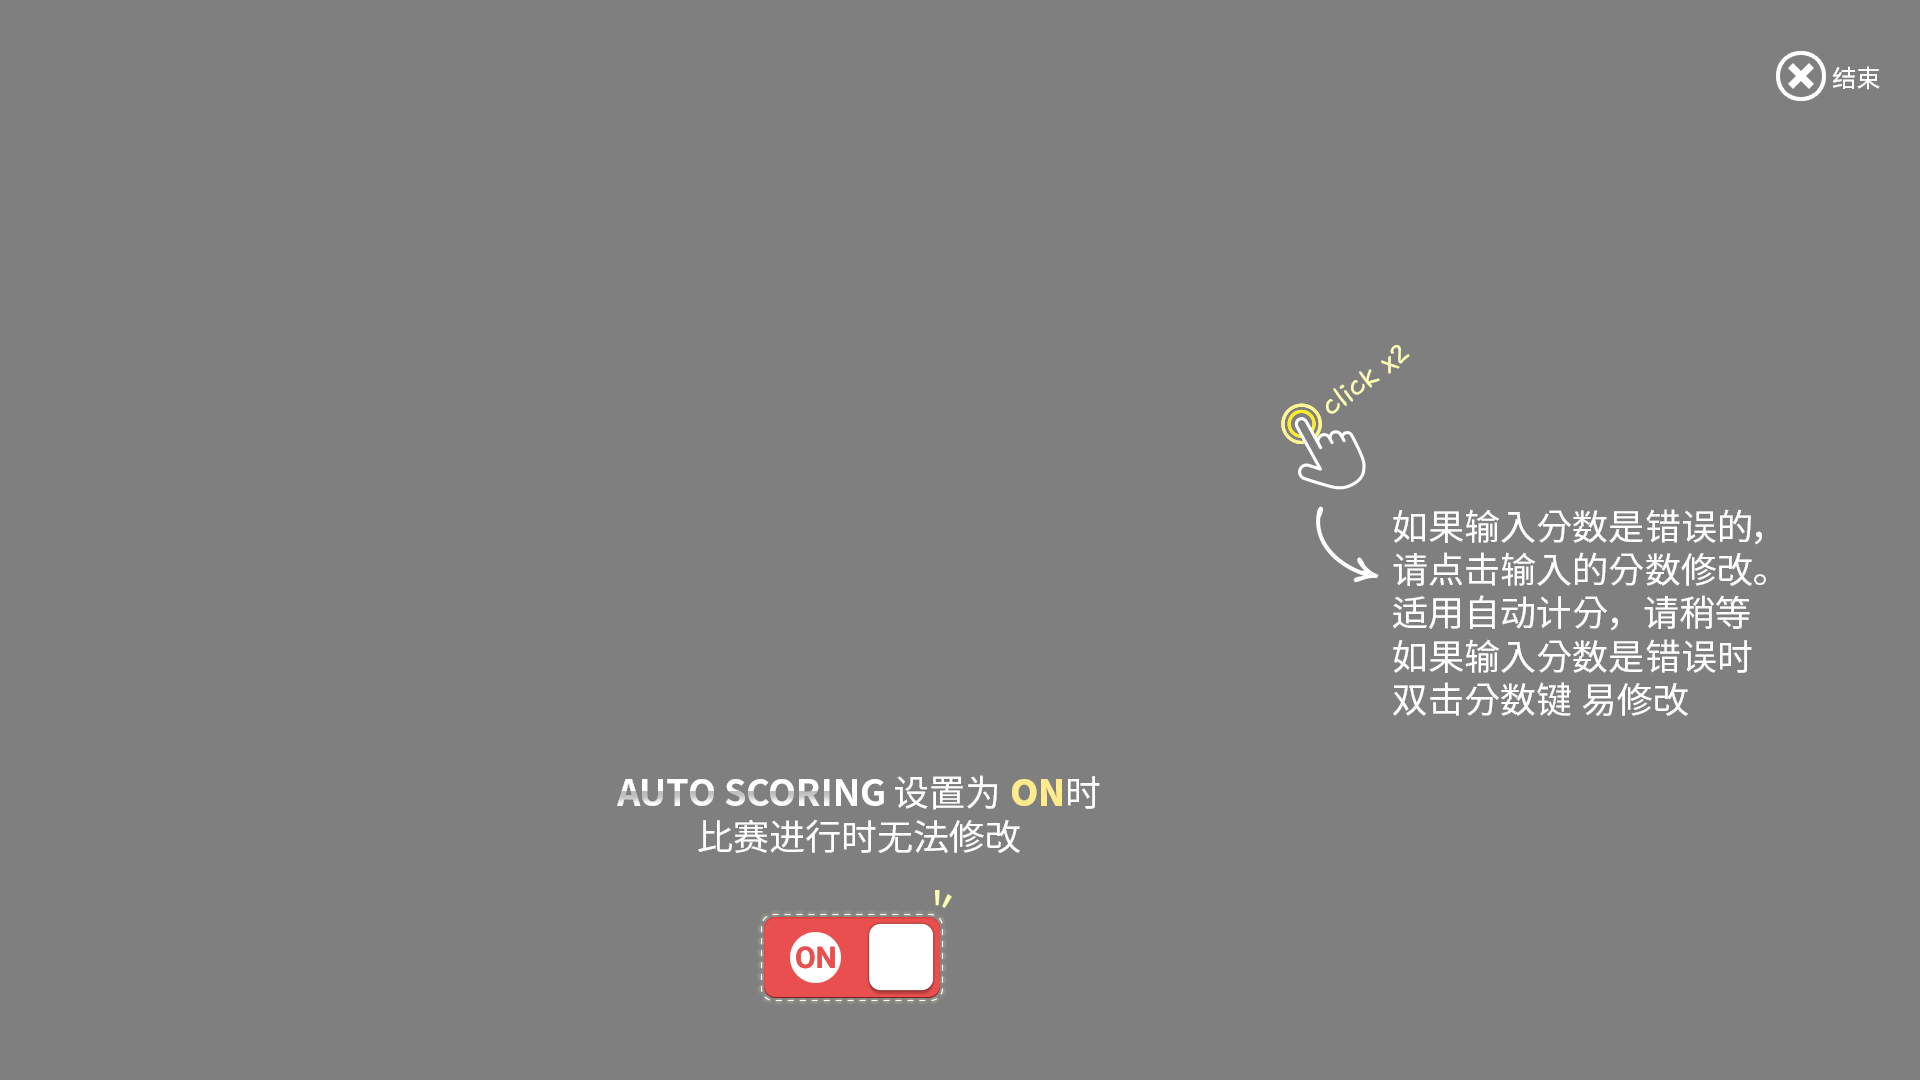 结束
click x2
如果输入分数是错误的,
请点击输入的分数修改。
适用自动计分，请稍等
如果输入分数是错误时
双击分数键 易修改
AUTO SCORING 设置为 ON时
比赛进行时无法修改
ON